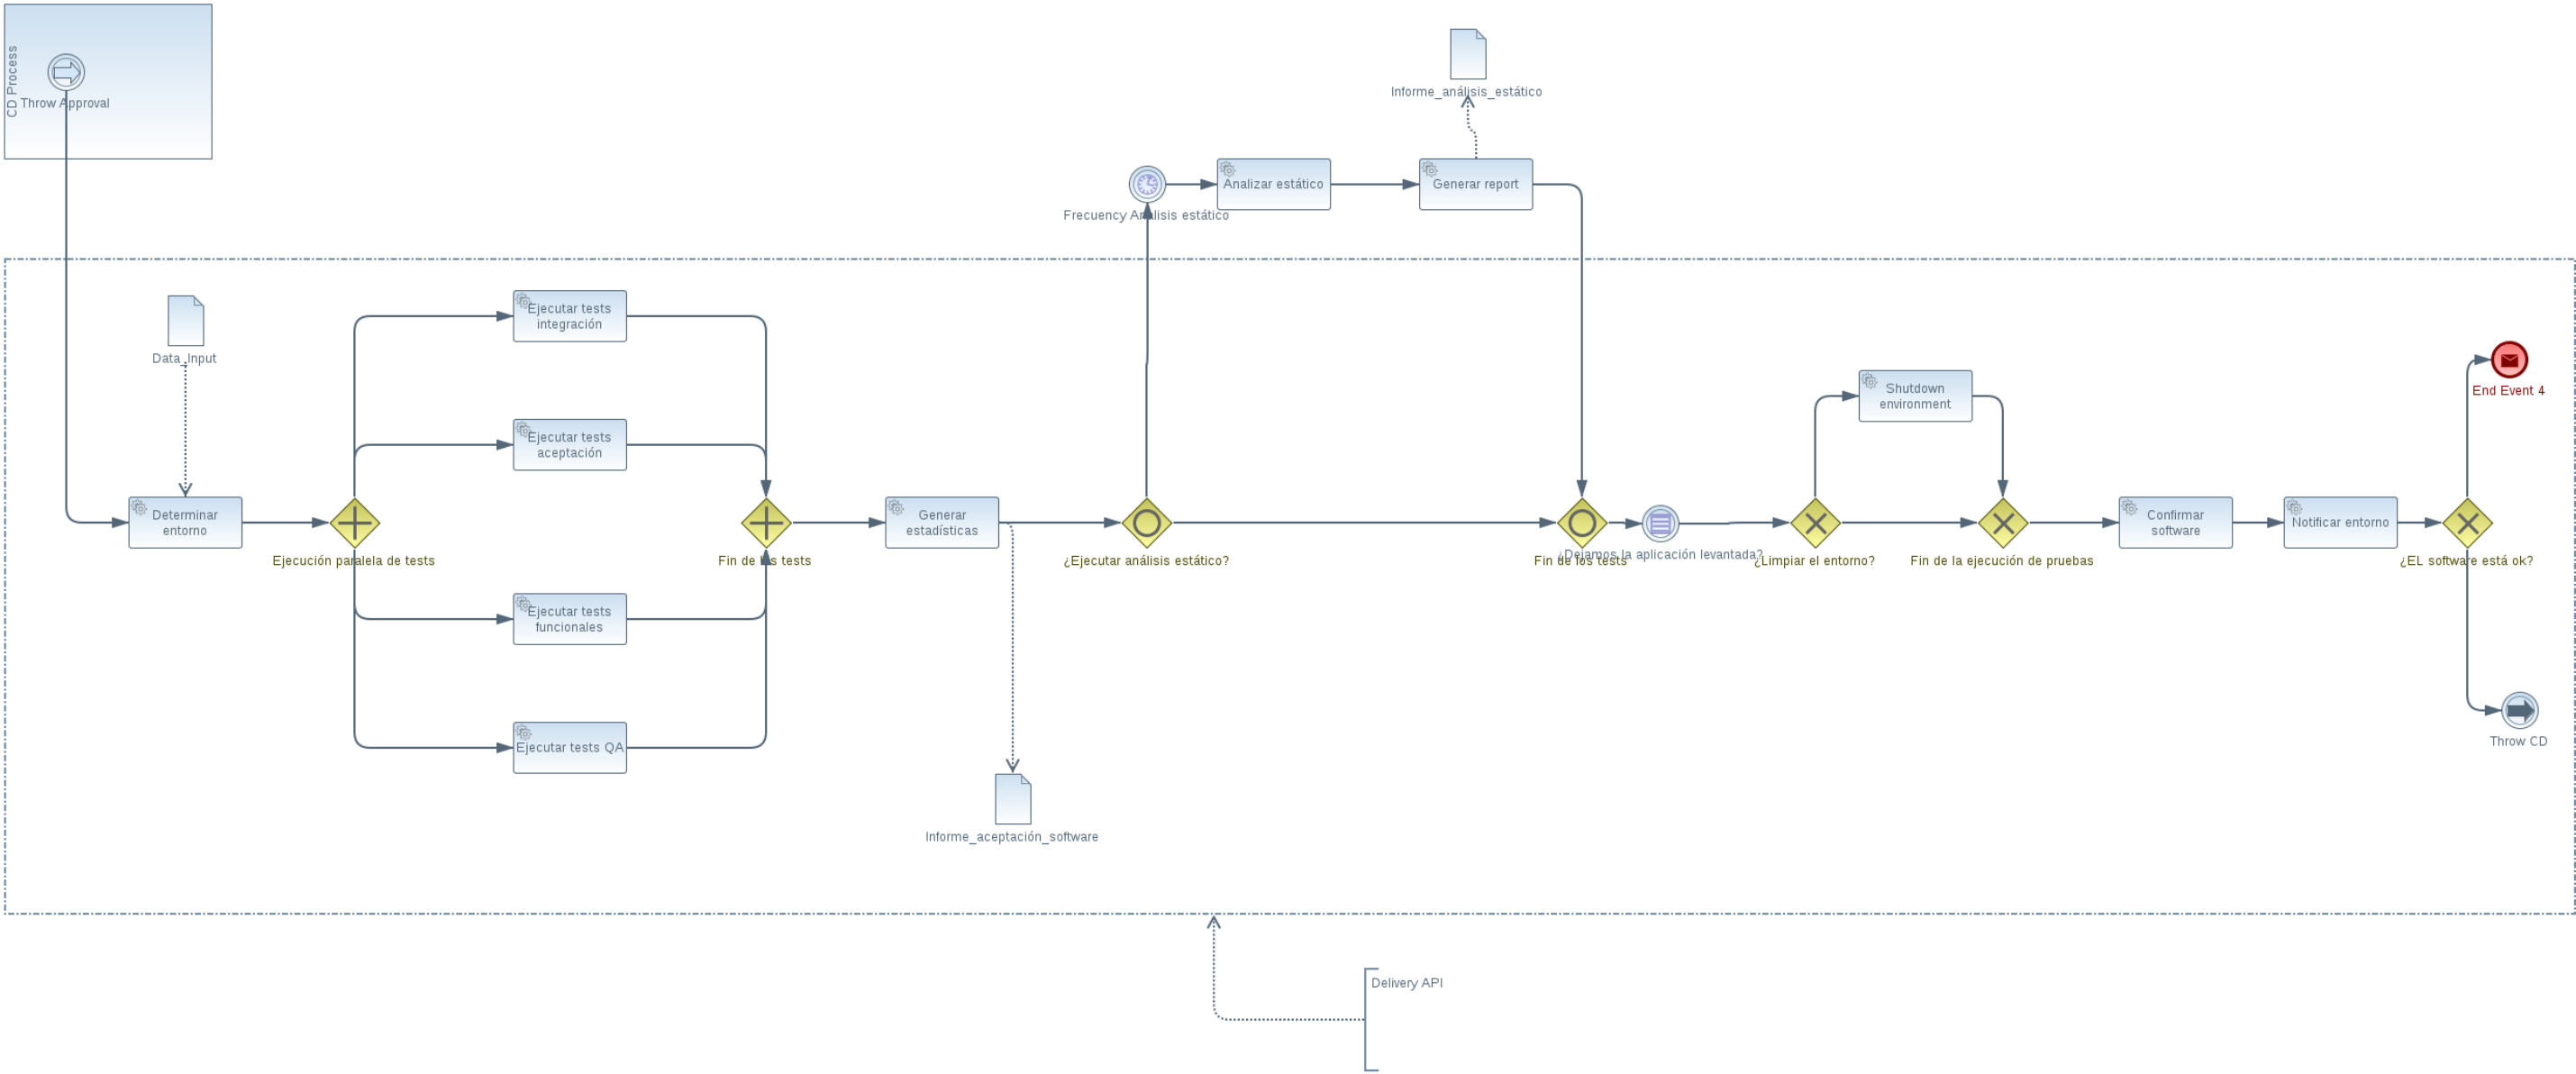 CD Process
Throw Approval
Informe_análisis_estático
Analizar estático
Generar report
Frecuency Análisis estático
Data_Input
Ejecutar tests
integración
Ejecutar tests
aceptación
Shutdown
environment
End Event 4
Determinar
entorno
Generar
estadísticas
Confirmar
software
Notificar entorno
Ejecución paralela de tests
Fin de los tests
¿Ejecutar análisis estático?
Fin de los tests
¿Dejamos la aplicación levantada?
¿Limpiar el entorno?
Fin de la ejecución de pruebas
¿EL software está ok?
Ejecutar tests
funcionales
Ejecutar tests QA
Throw CD
Informe_aceptación_software
Delivery API